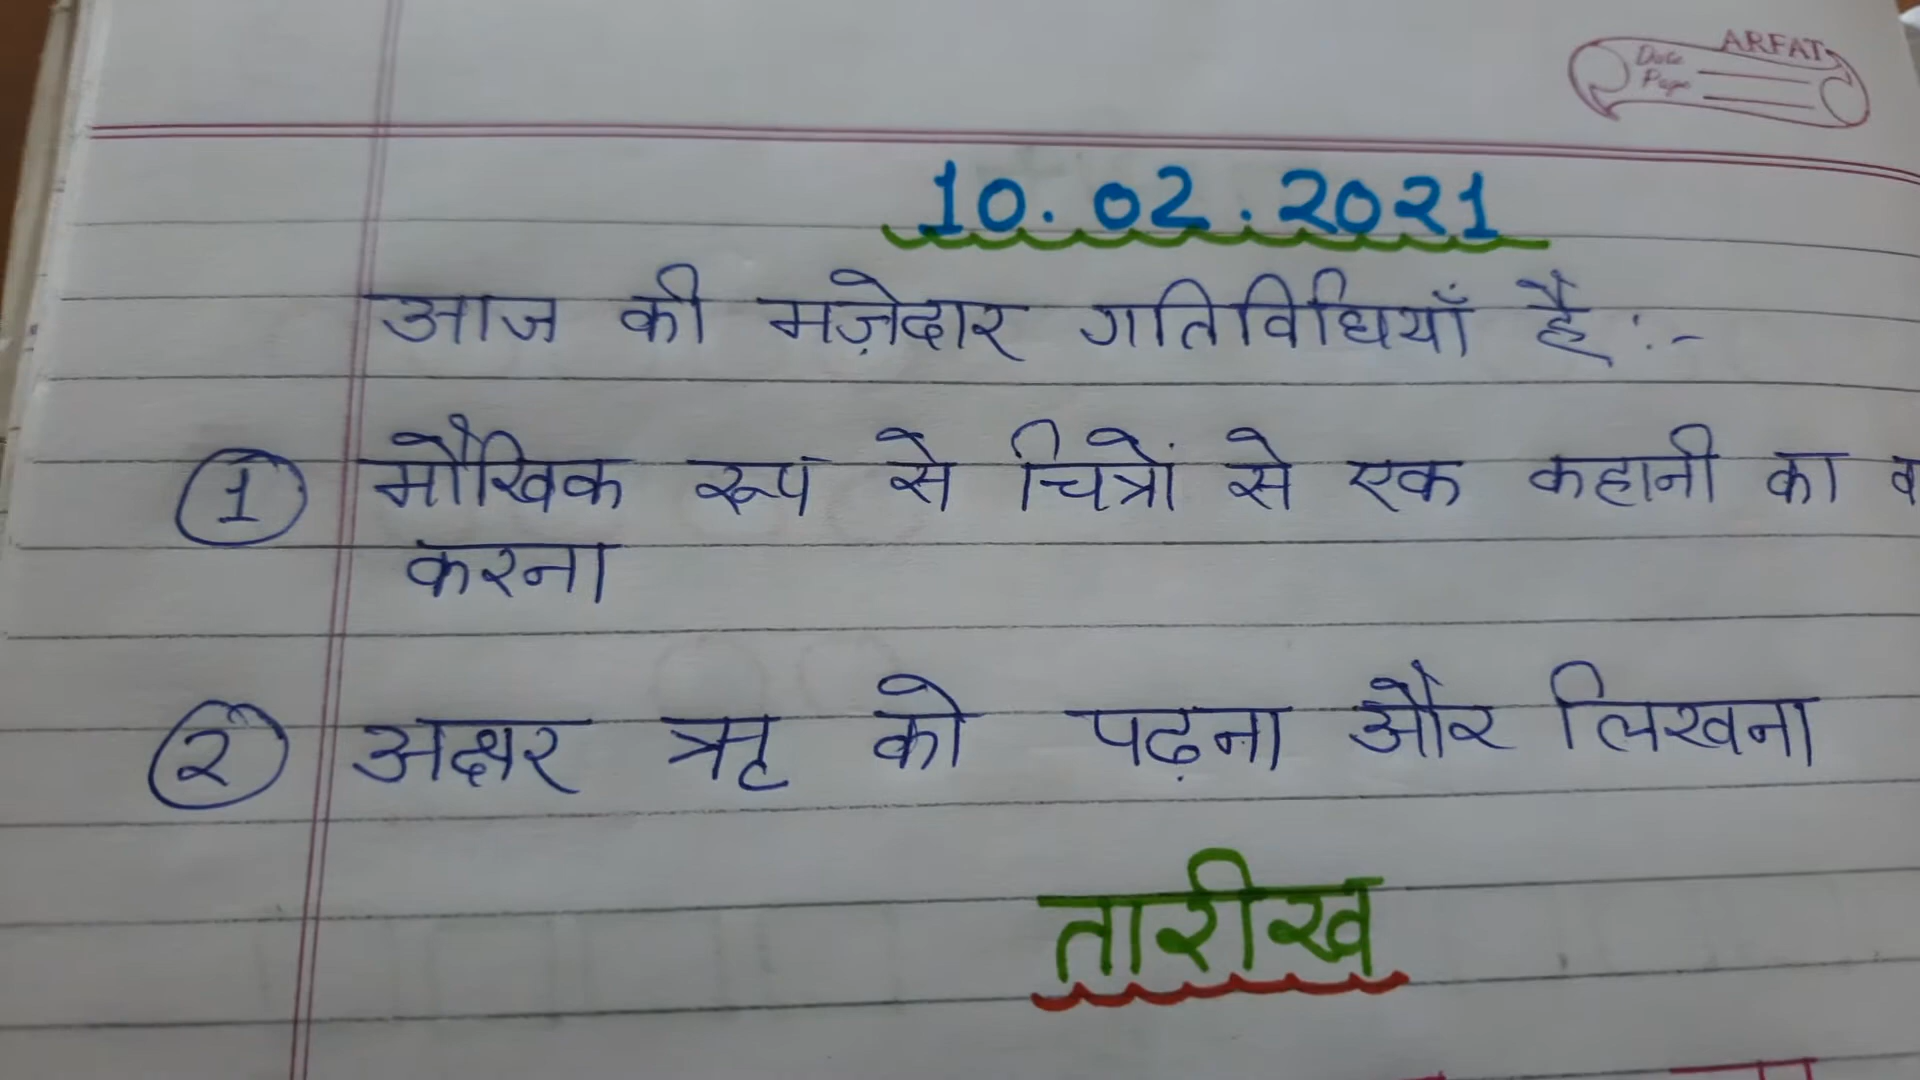 ARFAT
Date
Page
10.02.2021
आज की मज़ेदार गतिविधियाँ है :-
1 मौखिक रूप से चित्रों से एक कहानी का
करना
2 अक्षर ऋ को पढ़ना और लिखना
तारीख